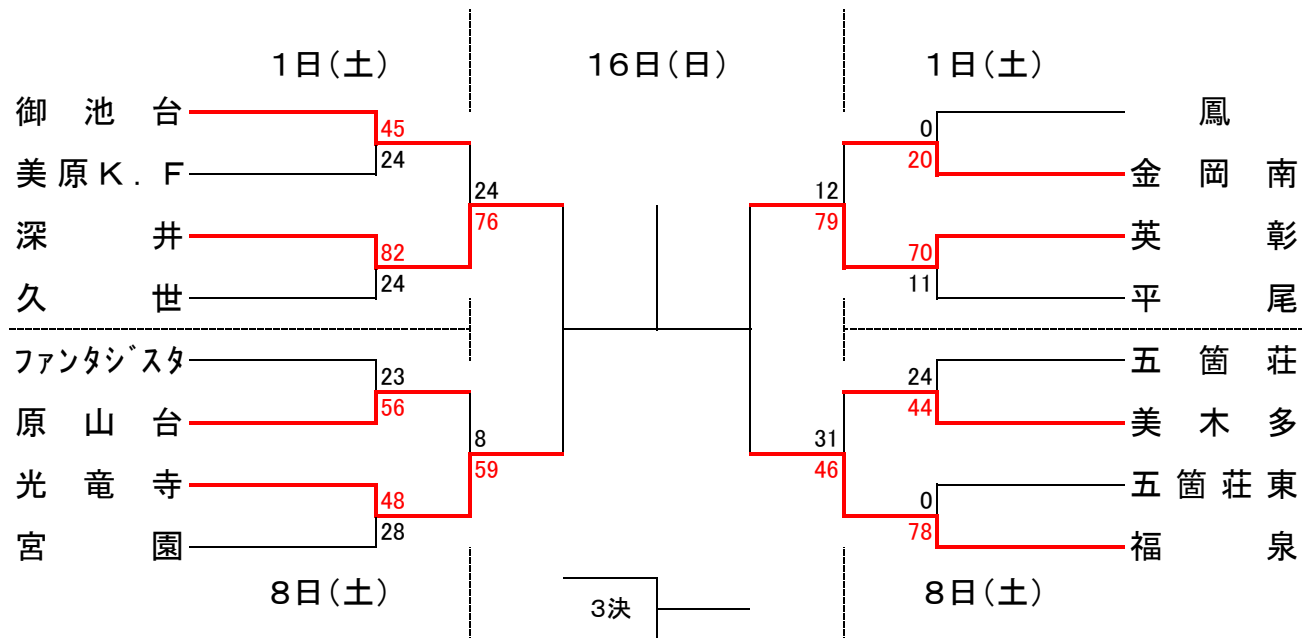 1日(土) 16日(日) 1日(土)
御池台 45 0 鳳
美原K.F 24 20 金岡南
24 12
深井 76 79 英彰
82 70
久世 24 11 平尾
ファンタジスタ 23 24 五箇荘
原山台 56 44 美木多
8 31
光竜寺 59 46 五箇荘東
48 0
宮園 28 78 福泉
8日(土) 3決 8日(土)